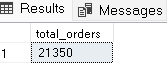 Results Messages
total_orders
1 21350